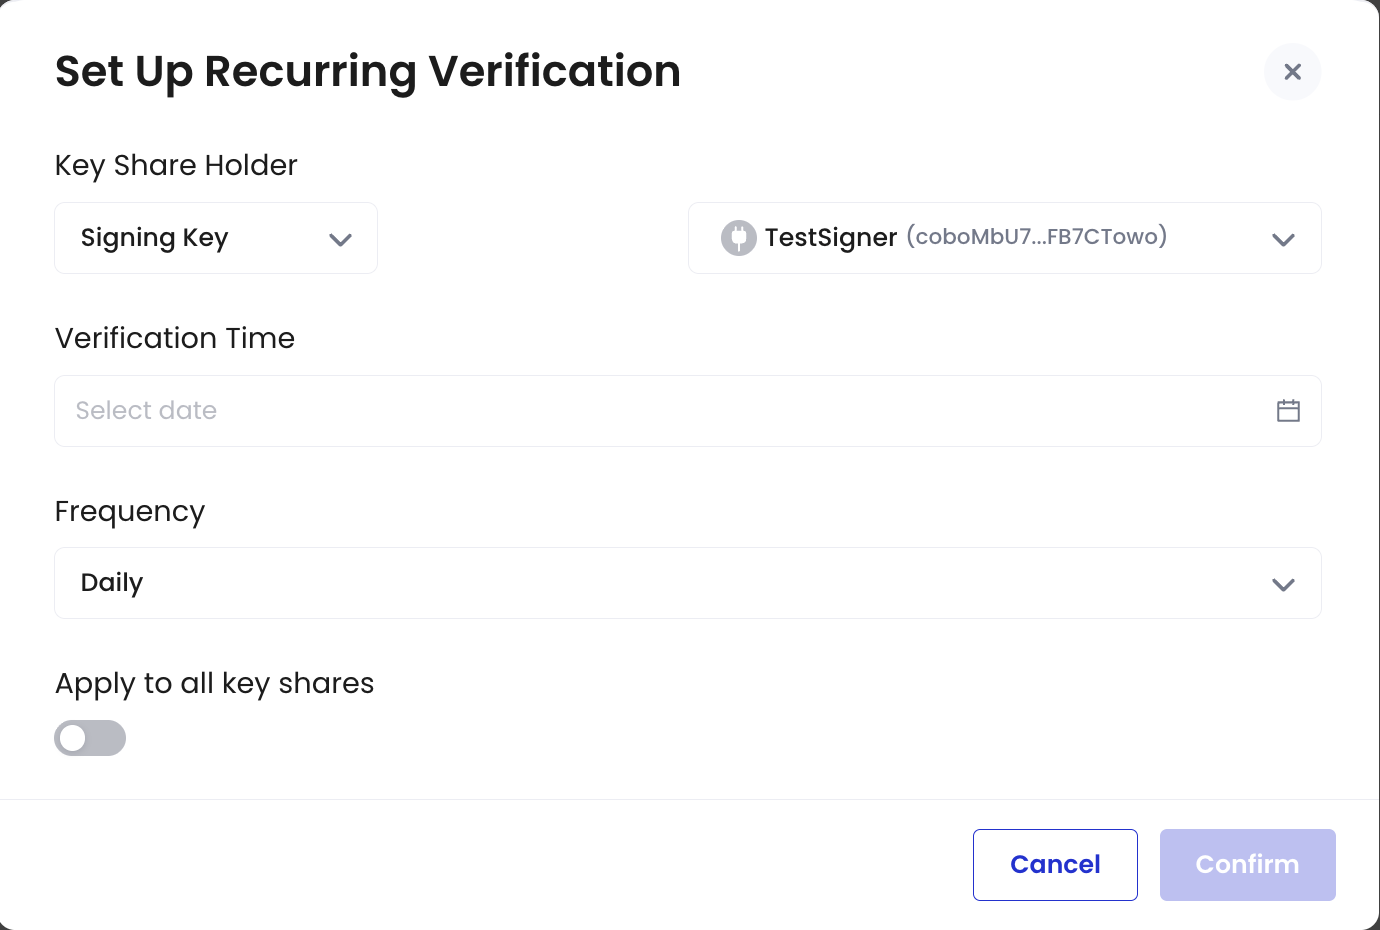 Set Up Recurring Verification
Key Share Holder
Signing Key
TestSigner (coboMbU7...FB7CTowo)
Verification Time
Select date
Frequency
Daily
Apply to all key shares
Cancel
Confirm